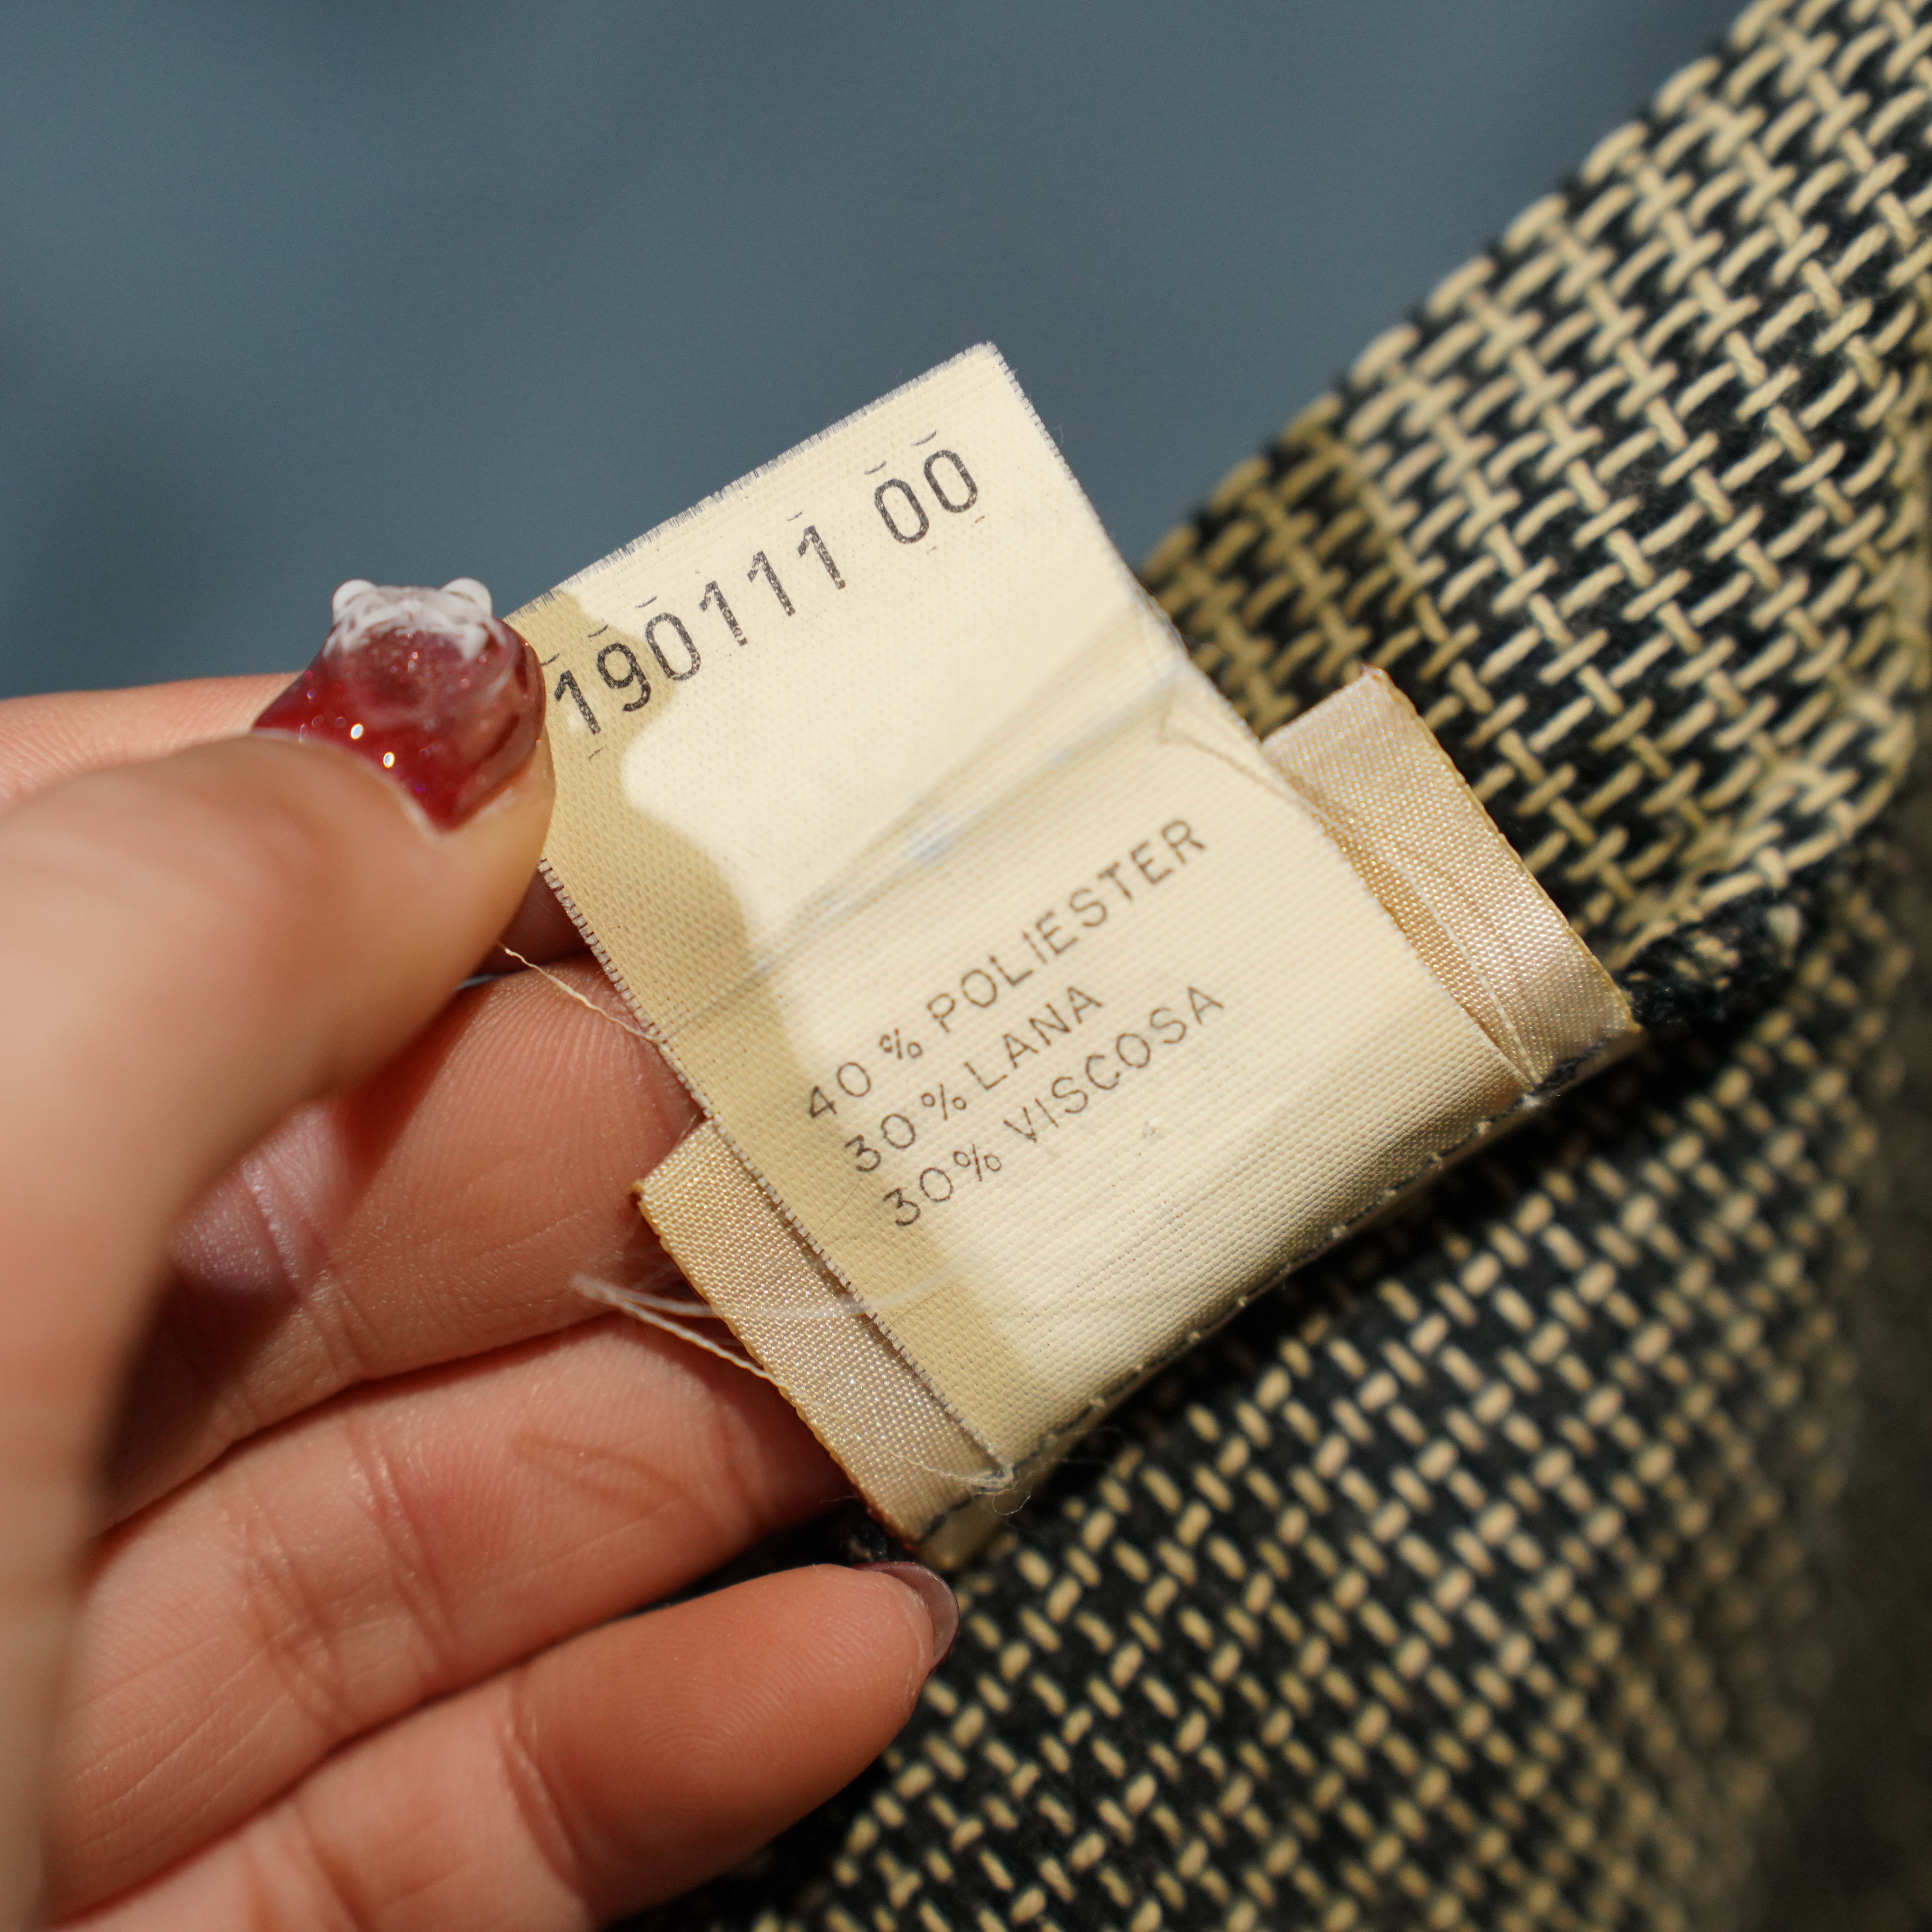 190111 00
40% POLIESTER
30% LANA
30% VISCOSA